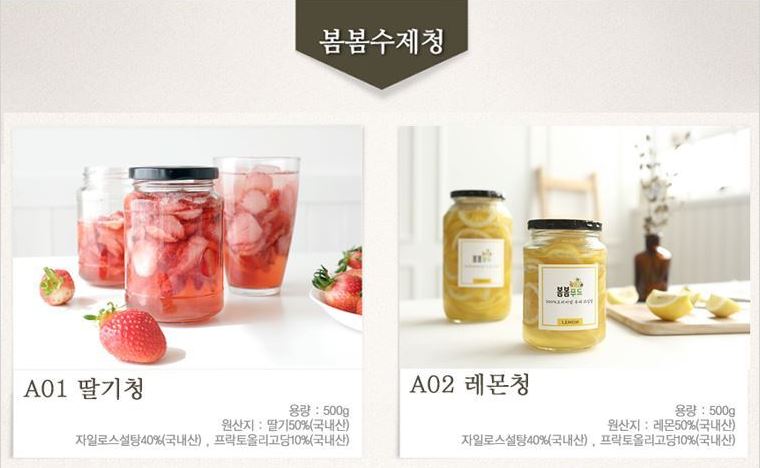 봄봄수제청
봄봄푸드
LEMON
A01 딸기청
용량 : 500g
원산지 : 딸기50%(국내산)
자일로스설탕40%(국내산) , 프락토올리고당10%(국내산)
A02 레몬청
용량 : 500g
원산지 : 레몬50%(국내산)
자일로스설탕40%(국내산) , 프락토올리고당10%(국내산)